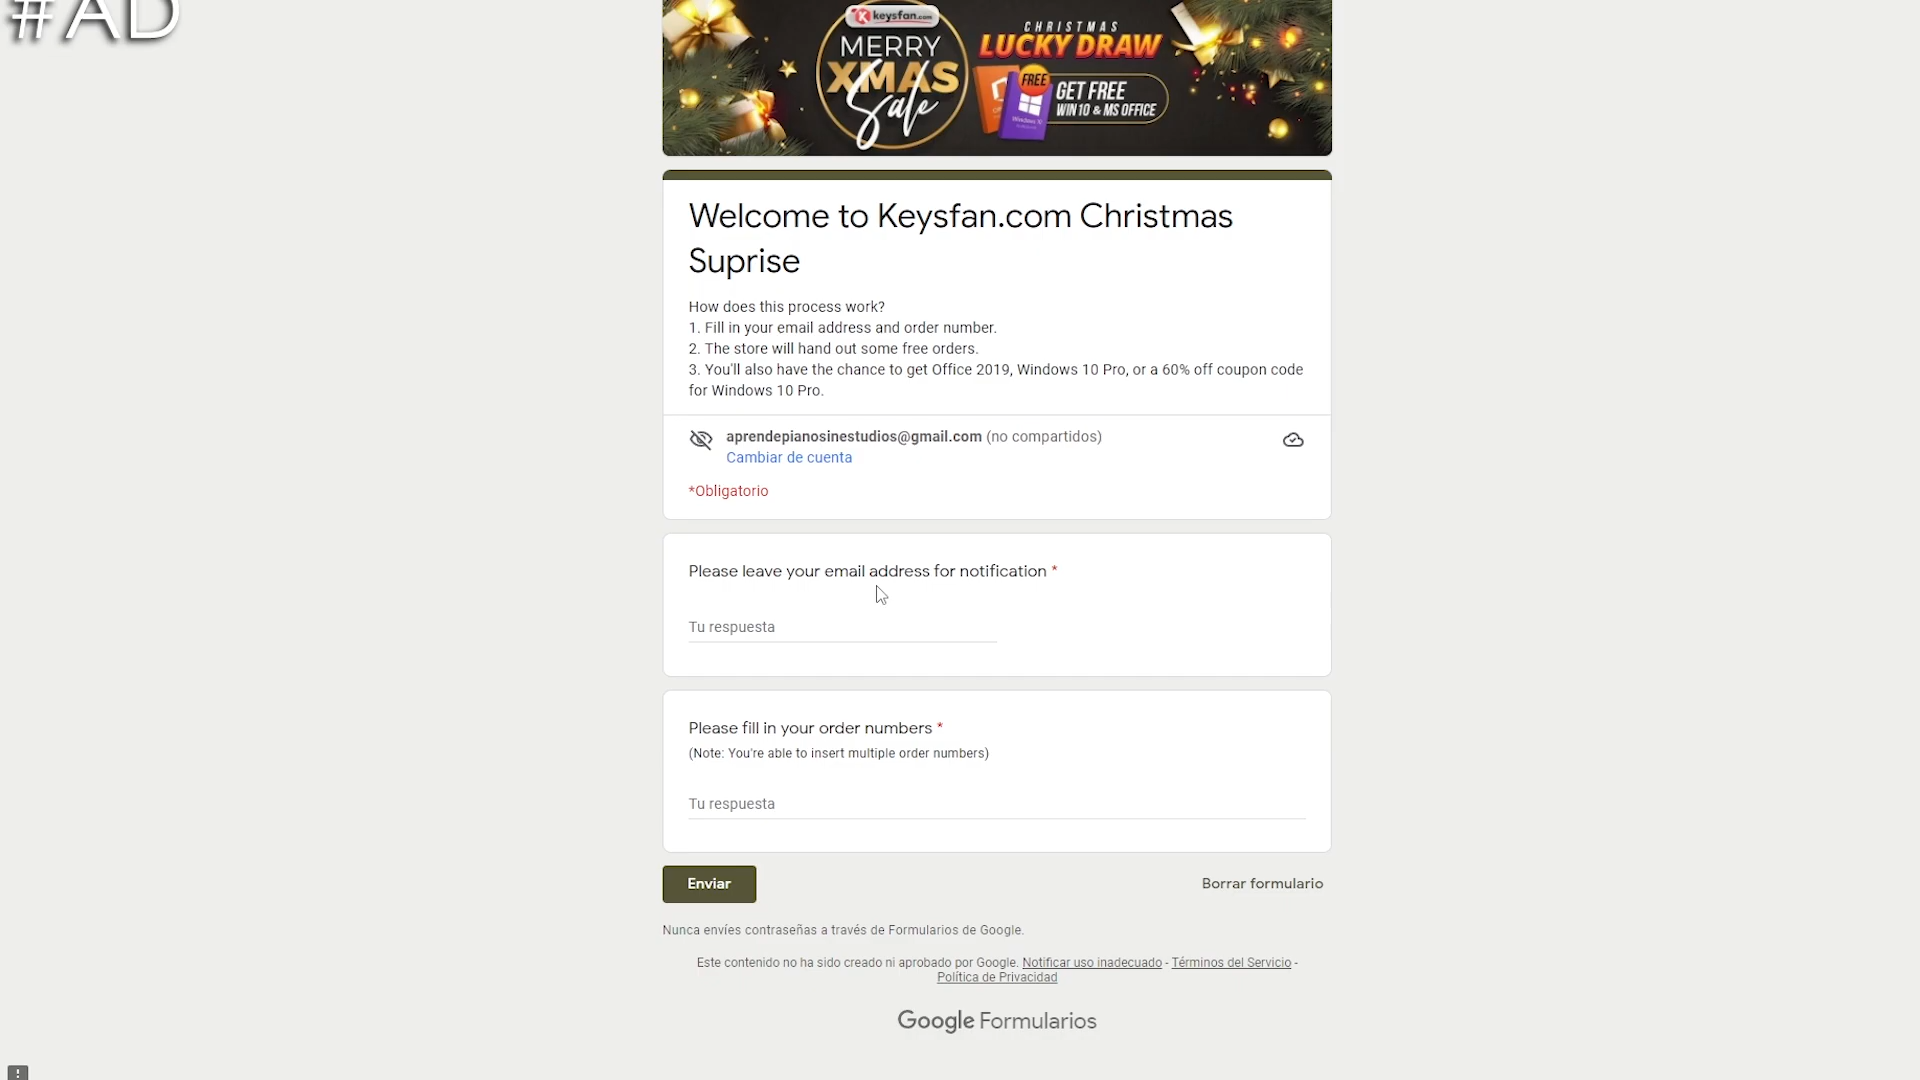 #AD
keysfan.com
MERRY
XMAS
Sale
CHRISTMAS
LUCKY DRAW
FREE
GET FREE
WIN10 & MS OFFICE
Welcome to Keysfan.com Christmas
Suprise
How does this process work?
1. Fill in your email address and order number.
2. The store will hand out some free orders.
3. You'll also have the chance to get Office 2019, Windows 10 Pro, or a 60% off coupon code
for Windows 10 Pro.
aprendepianosinestudios@gmail.com (no compartidos)
Cambiar de cuenta
*Obligatorio
Please leave your email address for notification *
Tu respuesta
Please fill in your order numbers *
(Note: You're able to insert multiple order numbers)
Tu respuesta
Enviar
Borrar formulario
Nunca envíes contraseñas a través de Formularios de Google.
Este contenido no ha sido creado ni aprobado por Google. Notificar uso inadecuado - Términos del Servicio -
Política de Privacidad
Google Formularios